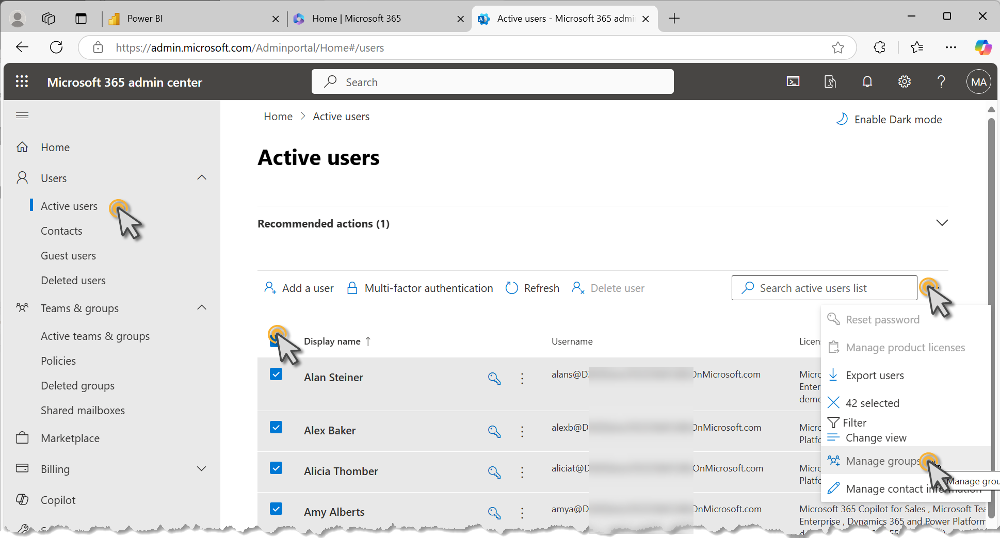 Power BI
Home | Microsoft 365
Active users - Microsoft 365 admi
https://admin.microsoft.com/Adminportal/Home#/users
Microsoft 365 admin center
Search
MA
Home
Users
Active users
Contacts
Guest users
Deleted users
Teams & groups
Active teams & groups
Policies
Deleted groups
Shared mailboxes
Marketplace
Billing
Copilot
Home > Active users
Enable Dark mode
Active users
Recommended actions (1)
Add a user
Multi-factor authentication
Refresh
Delete user
Search active users list
Display name ↑
Username
Licen
Alan Steiner
alans@D
OnMicrosoft.com
Micro
Enter
demo
Alex Baker
alexb@D
OnMicrosoft.com
Micro
Platfo
Alicia Thomber
aliciat@D
OnMicrosoft.com
Micro
Platfo
Amy Alberts
amya@D
OnMicrosoft.com
Microsoft 365 Copilot for Sales , Microsoft Tea
Enterprise , Dynamics 365 and Power Platform
Reset password
Manage product licenses
Export users
42 selected
Filter
Change view
Manage groups
Manage grou
Manage contact information